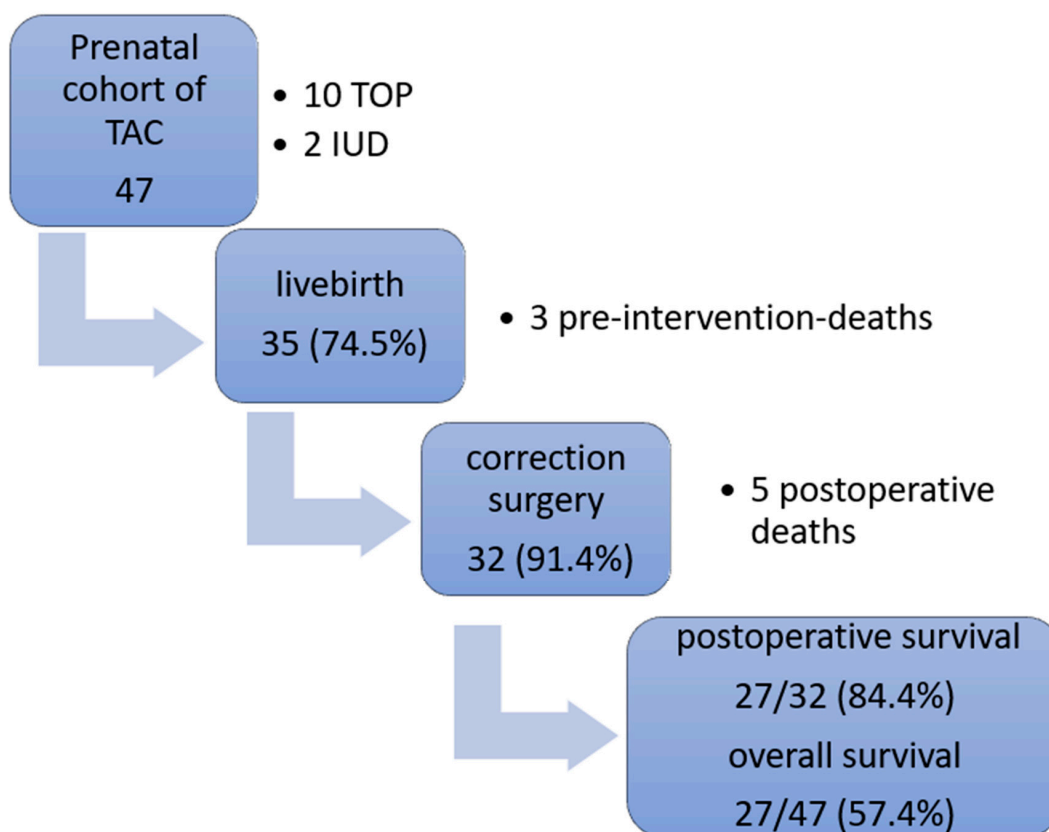 Prenatal
cohort of
TAC
47
• 10 TOP
• 2 IUD
livebirth
35 (74.5%)
• 3 pre-intervention-deaths
correction
surgery
32 (91.4%)
• 5 postoperative
deaths
postoperative survival
27/32 (84.4%)
overall survival
27/47 (57.4%)